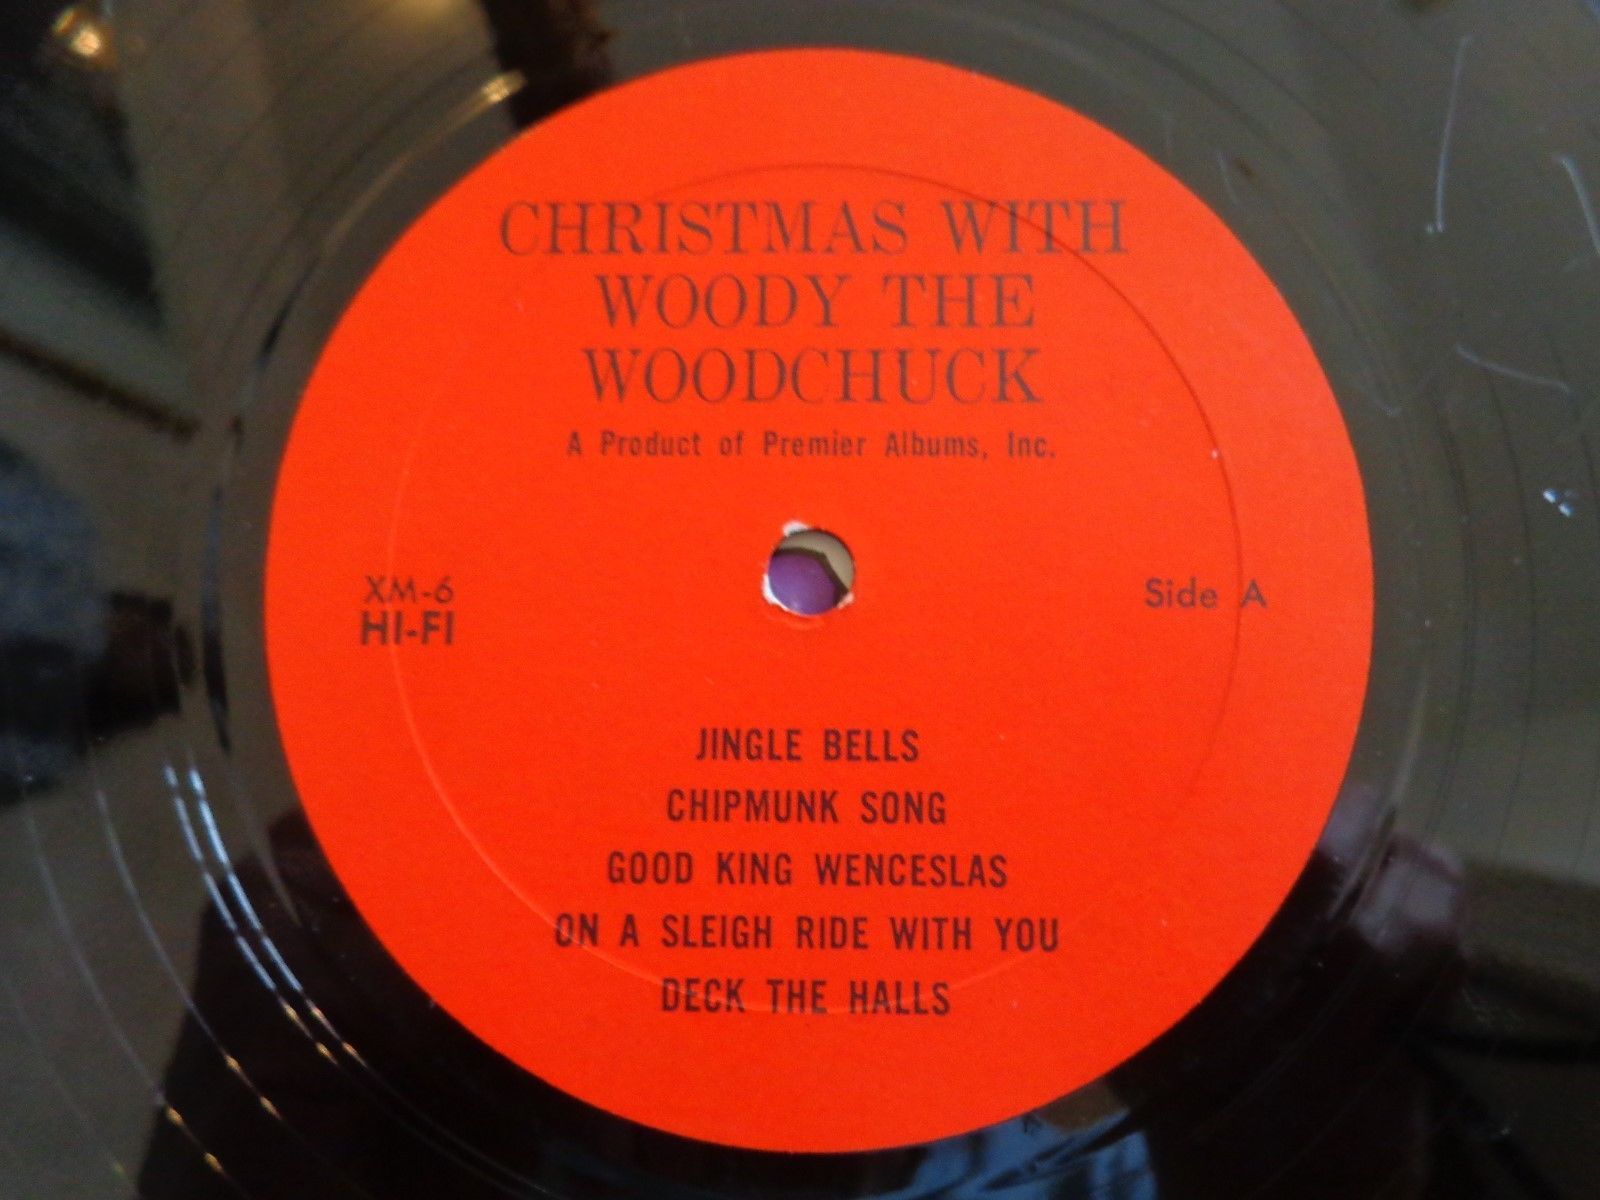 CHRISTMAS WITH
WOODY THE
WOODCHUCK
A Product of Premier Albums, Inc.
XM-6
HI-FI
Side A
JINGLE BELLS
CHIPMUNK SONG
GOOD KING WENCESLAS
ON A SLEIGH RIDE WITH YOU
DECK THE HALLS